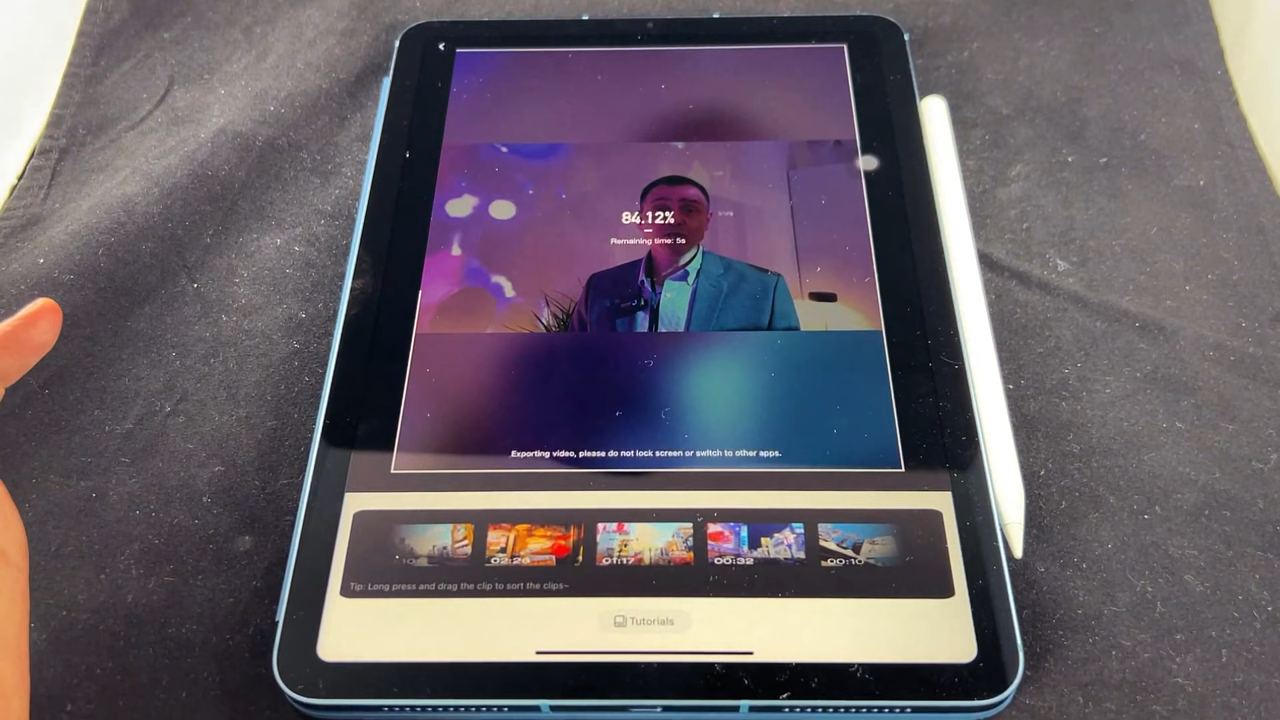 84.12%
Remaining time: 5s
Exporting video, please do not lock screen or switch to other apps.
02:26
01:17
00:32
00:10
Tip: Long press and drag the clip to sort the clips~
Tutorials